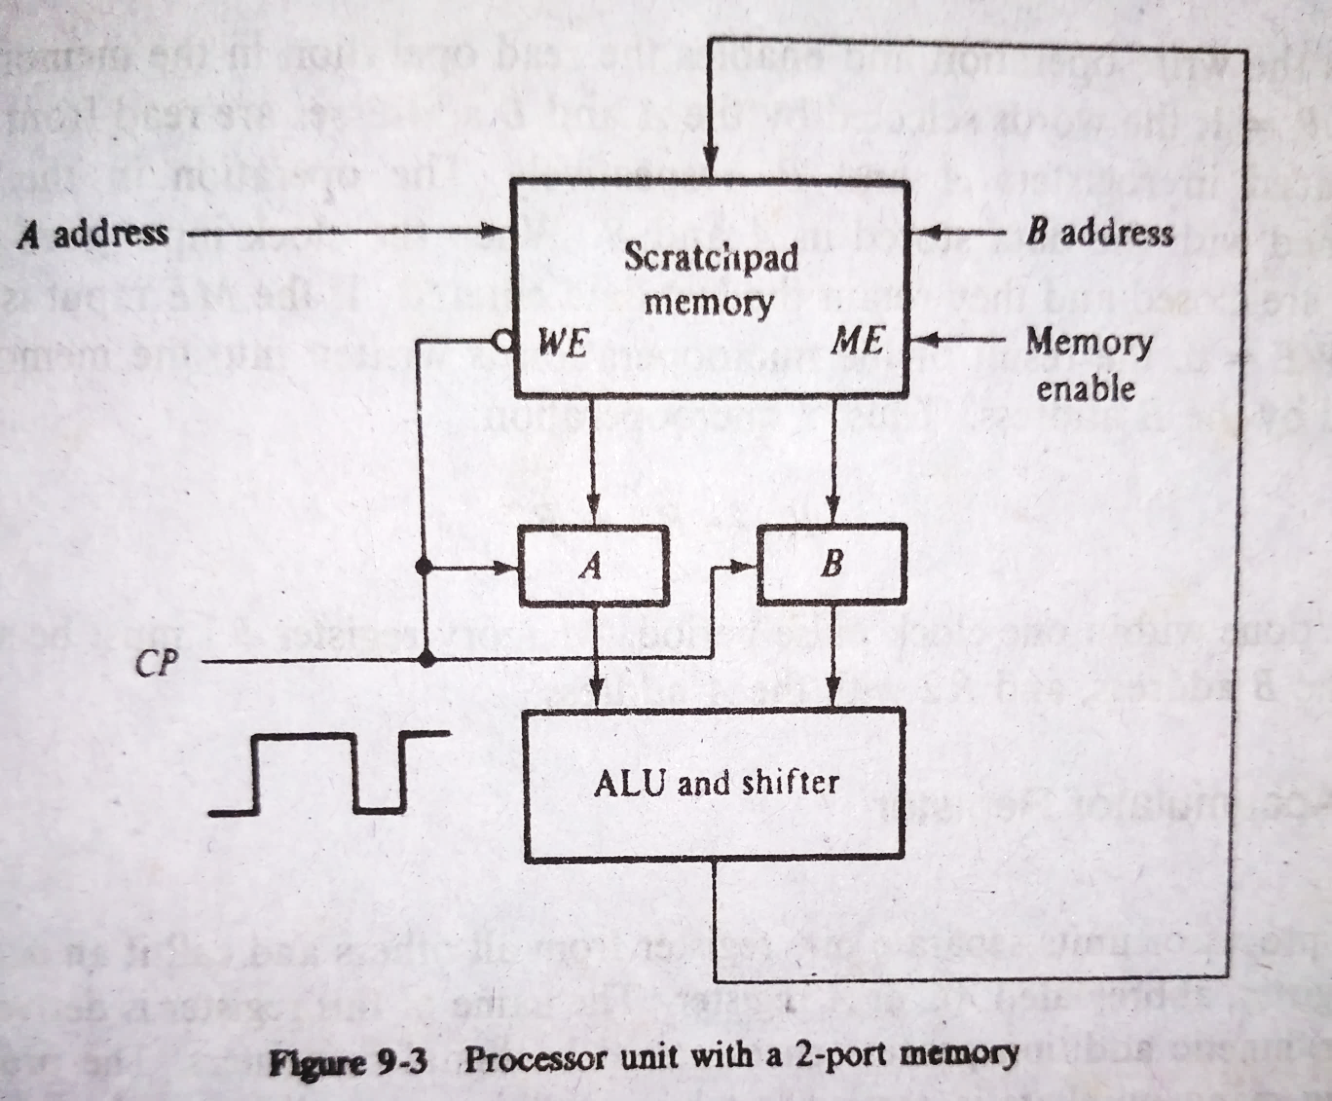 A address
B address
Scratchpad
memory
WE
ME
Memory
enable
A
B
CP
ALU and shifter
Figure 9-3 Processor unit with a 2-port memory